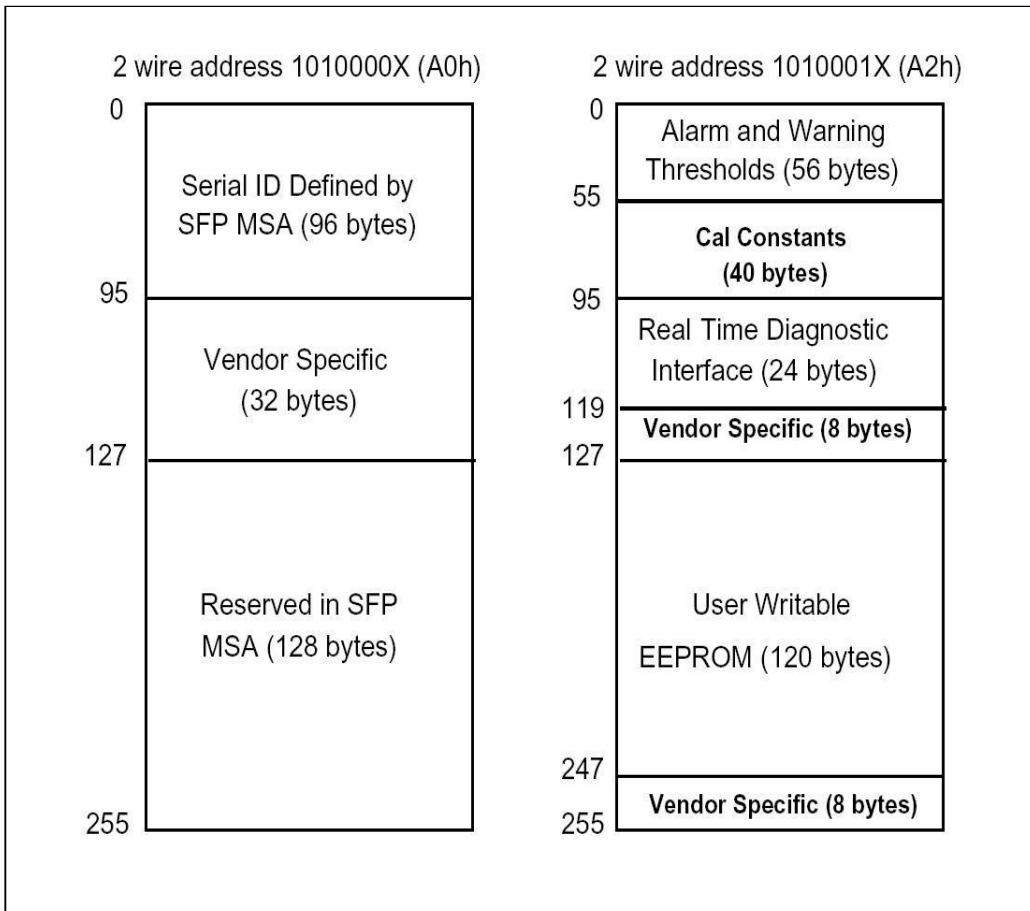 2 wire address 1010000X (A0h)
0
Serial ID Defined by
SFP MSA (96 bytes)
95
Vendor Specific
(32 bytes)
127
Reserved in SFP
MSA (128 bytes)
255
2 wire address 1010001X (A2h)
0
Alarm and Warning
Thresholds (56 bytes)
55
Cal Constants
(40 bytes)
95
Real Time Diagnostic
Interface (24 bytes)
119
Vendor Specific (8 bytes)
127
User Writable
EEPROM (120 bytes)
247
Vendor Specific (8 bytes)
255